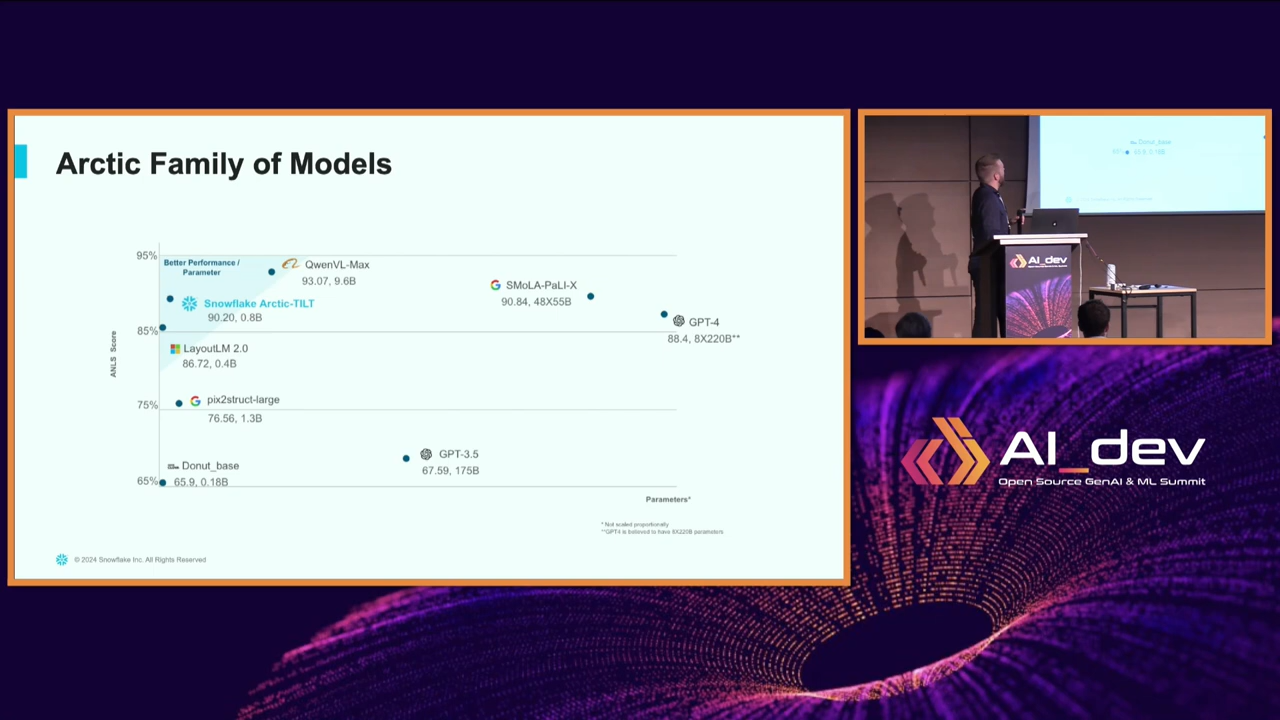 Arctic Family of Models
95%
Better Performance /
Parameter
QwenVL-Max
93.07, 9.6B
SMoLA-PaLI-X
90.84, 48X55B
Snowflake Arctic-TILT
90.20, 0.8B
GPT-4
88.4, 8X220B**
85%
ANLS Score
LayoutLM 2.0
86.72, 0.4B
75%
pix2struct-large
76.56, 1.3B
GPT-3.5
67.59, 175B
Donut_base
65%
65.9, 0.18B
Parameters*
* Not scaled proportionally
**GPT4 is believed to have 8X220B parameters
© 2024 Snowflake Inc. All Rights Reserved
Donut_base
AI_dev
AI_dev
Open Source GenAI & ML Summit